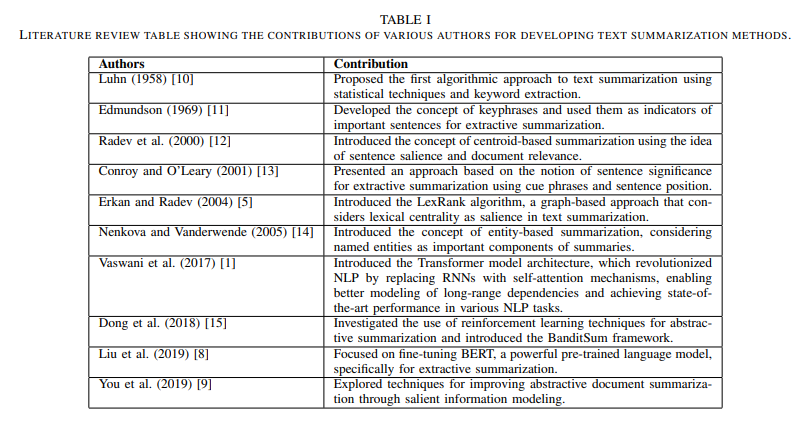 TABLE I
LITERATURE REVIEW TABLE SHOWING THE CONTRIBUTIONS OF VARIOUS AUTHORS FOR DEVELOPING TEXT SUMMARIZATION METHODS.
Authors Contribution
Luhn (1958) [10] Proposed the first algorithmic approach to text summarization using
statistical techniques and keyword extraction.
Edmundson (1969) [11] Developed the concept of keyphrases and used them as indicators of
important sentences for extractive summarization.
Radev et al. (2000) [12] Introduced the concept of centroid-based summarization using the idea
of sentence salience and document relevance.
Conroy and O'Leary (2001) [13] Presented an approach based on the notion of sentence significance
for extractive summarization using cue phrases and sentence position.
Erkan and Radev (2004) [5] Introduced the LexRank algorithm, a graph-based approach that con-
siders lexical centrality as salience in text summarization.
Nenkova and Vanderwende (2005) [14] Introduced the concept of entity-based summarization, considering
named entities as important components of summaries.
Vaswani et al. (2017) [1] Introduced the Transformer model architecture, which revolutionized
NLP by replacing RNNs with self-attention mechanisms, enabling
better modeling of long-range dependencies and achieving state-of-
the-art performance in various NLP tasks.
Dong et al. (2018) [15] Investigated the use of reinforcement learning techniques for abstrac-
tive summarization and introduced the BanditSum framework.
Liu et al. (2019) [8] Focused on fine-tuning BERT, a powerful pre-trained language model,
specifically for extractive summarization.
You et al. (2019) [9] Explored techniques for improving abstractive document summariza-
tion through salient information modeling.